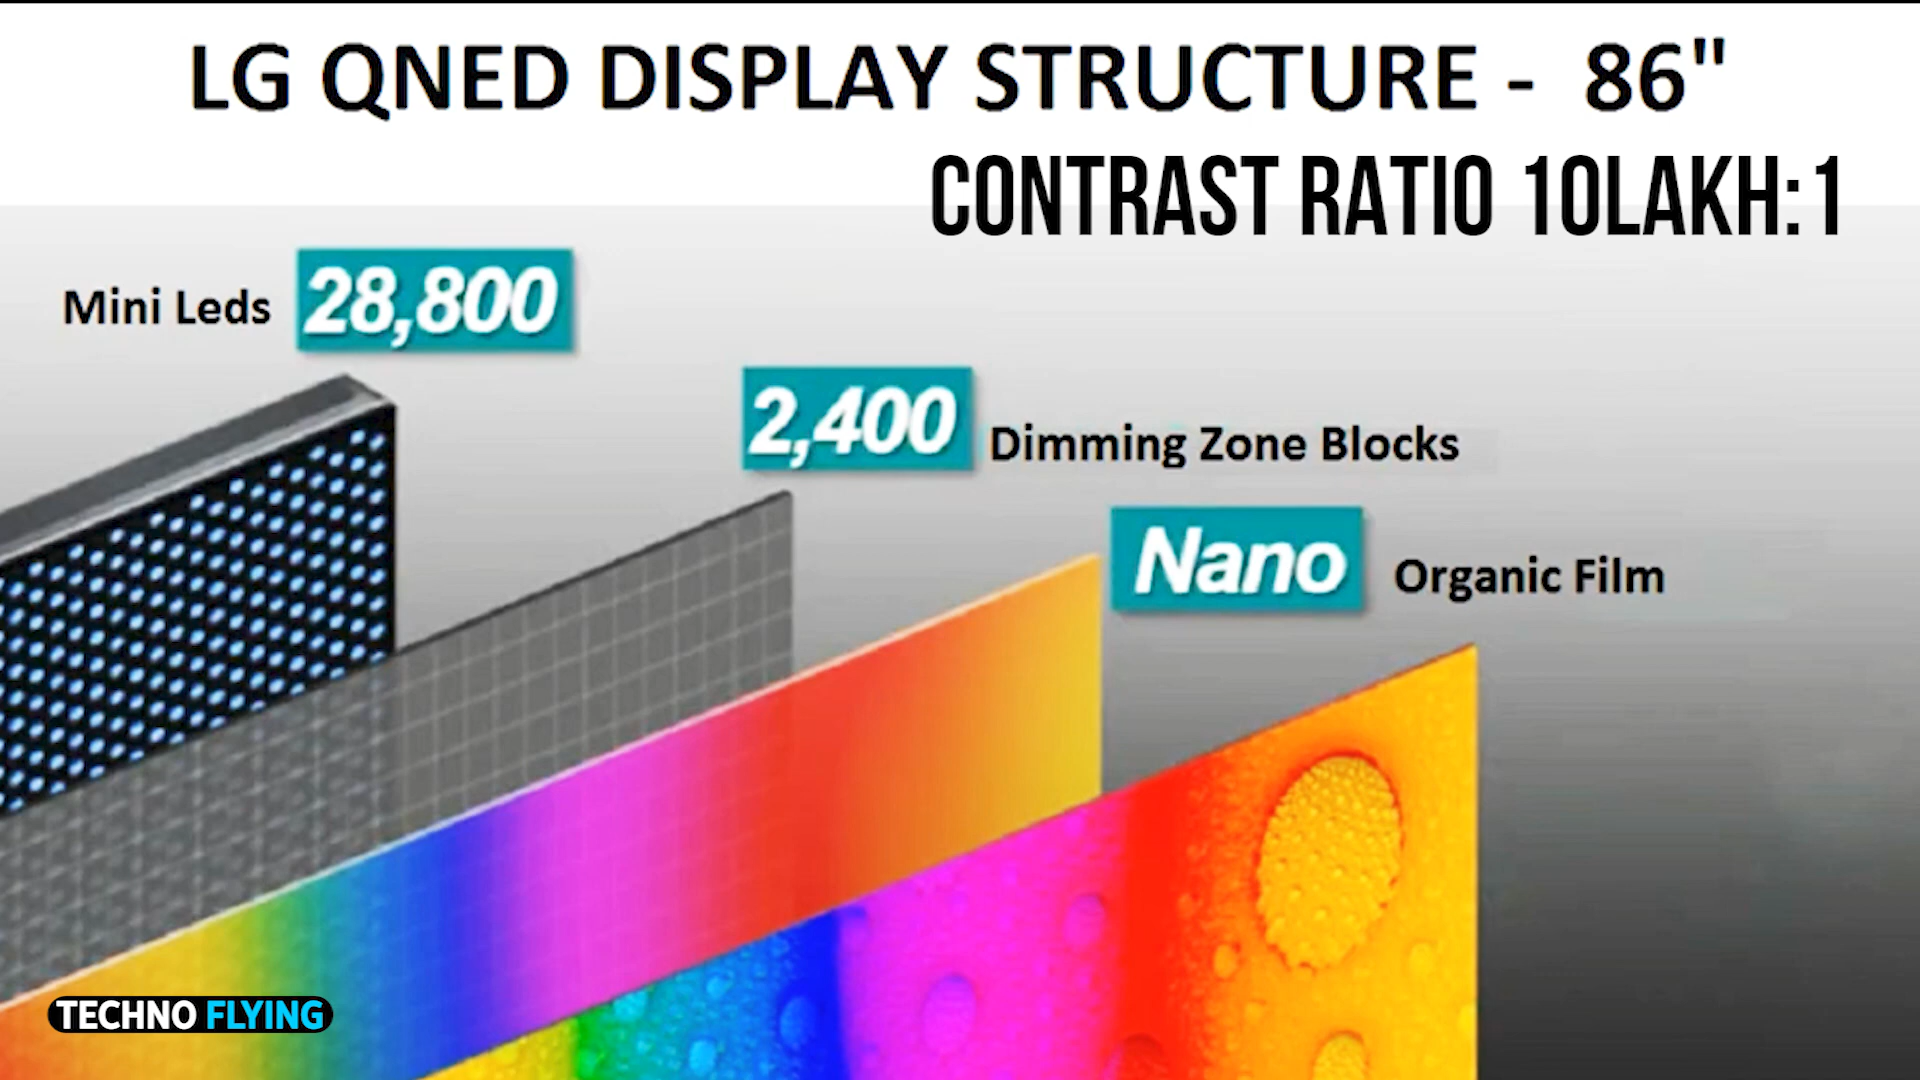 LG QNED DISPLAY STRUCTURE - 86"
CONTRAST RATIO 10LAKH:1
Mini Leds 28,800
2,400 Dimming Zone Blocks
Nano Organic Film
TECHNO FLYING